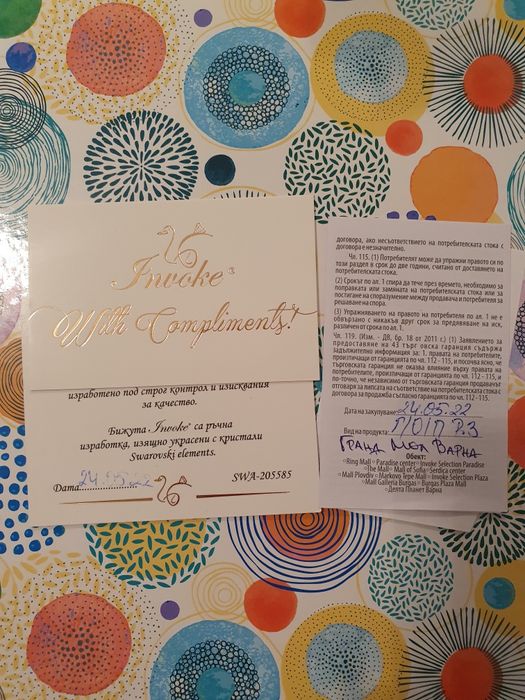 Invoke®
With Compliments!
изработено под строг контрол и изисквания
за качество.
Бижута Invoke® са ръчна
изработка, изящно украсени с кристали
Swarovski elements.
Дата 24.05.22
SWA-205585
договора, ако несъответствието на потребителската стока с
договора е незначително.
Чл. 115. (1) Потребителят може да упражни правото си по
този раздел в срок до две години, считано от доставянето на
потребителската стока.
(2) Срокът по ал. 1 спира да тече през времето, необходимо за
поправката или замяната на потребителската стока или за
постигане на споразумение между продавача и потребителя за
решаване на спора.
(3) Упражняването на правото на потребителя по ал. 1 не е
обвързано с никакъв друг срок за предявяване на иск,
различен от срока по ал. 1.
Чл. 119. (Изм. - ДВ, бр. 18 от 2011 г.) (1) Заявлението за
предоставяне на 43 търговска гаранция съдържа
задължително информация за: 1. правата на потребителите,
произтичащи от гаранцията по чл. 112 - 115, и посочва ясно, че
търговската гаранция не оказва влияние върху правата на
потребителите, произтичащи от гаранцията по чл. 112 - 115, и
по-точно, че независимо от търговската гаранция продавачът
отговаря за липсата на съответствие на потребителската стока с
договора за продажба съгласно гаранцията по чл. 112 - 115.
Дата на закупуване: 24.05.22
Вид на продукта:
Гранд Мол Варна
Обект:
Ring Mall Paradise center Invoke Selection Paradise
The Mall Mall of Sofia Serdica center
Mall Plovdiv Markovo Tepe Mall Invoke Selection Plaza
Mall Galleria Burgas Burgas Plaza Mall
Делта Планет Варна